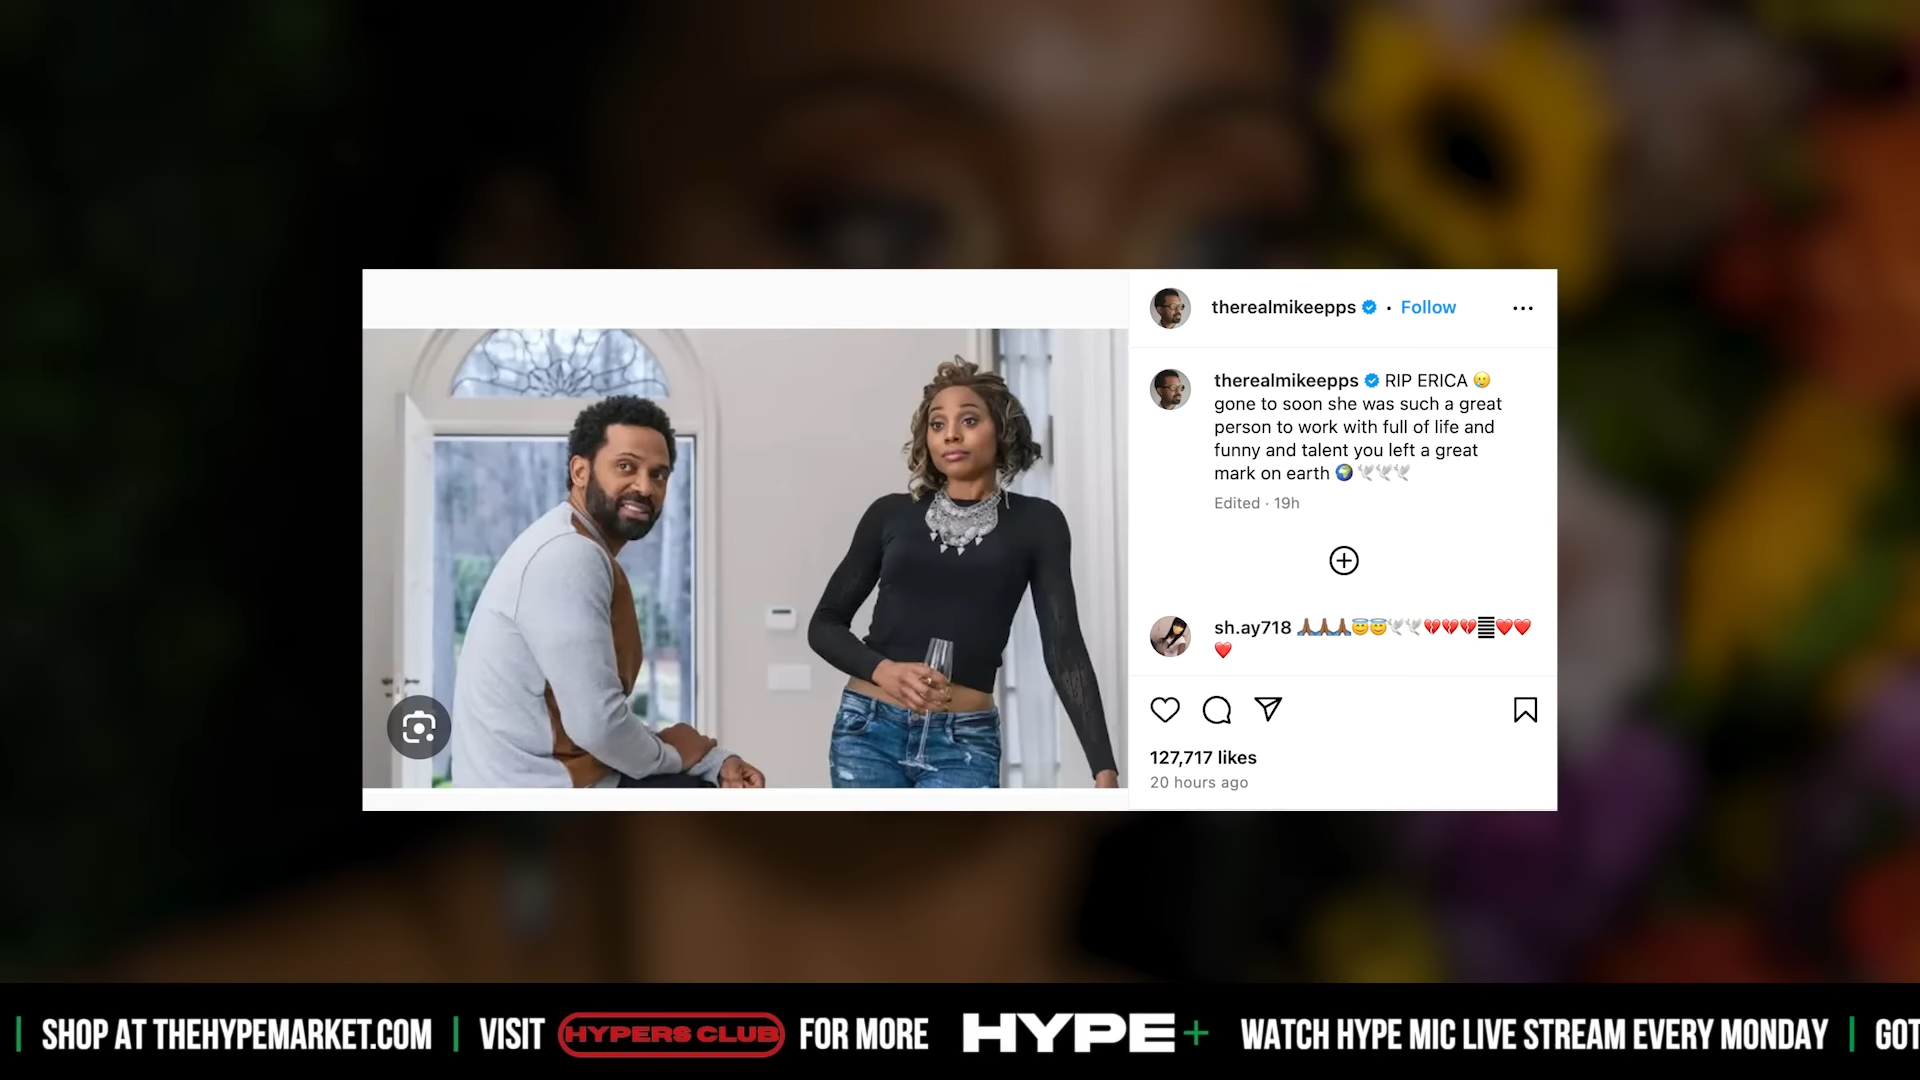 therealmikeepps • Follow
therealmikeepps RIP ERICA 🥲
gone to soon she was such a great
person to work with full of life and
funny and talent you left a great
mark on earth 🌍 🕊🕊🕊
Edited · 19h
sh.ay718 🙏🏾🙏🏾🙏🏾😇😇🕊🕊💔💔💔❤️❤️
❤️
127,717 likes
20 hours ago
| SHOP AT THEHYPEMARKET.COM | VISIT HYPERS CLUB FOR MORE HYPE+ WATCH HYPE MIC LIVE STREAM EVERY MONDAY | GOT